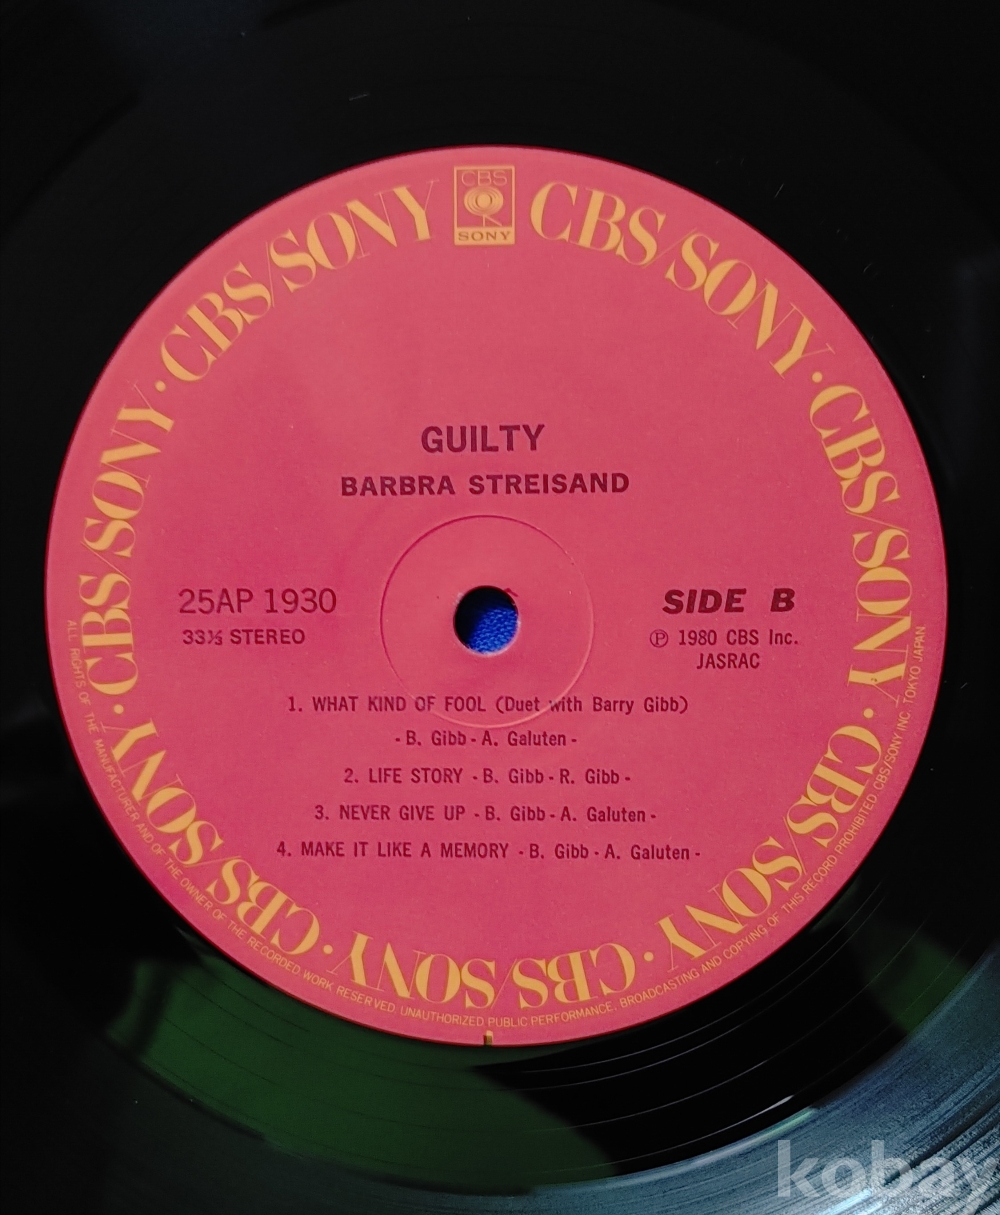 CBS
SONY
CBS/SONY · CBS/SONY · CBS/SONY · CBS/SONY · CBS/SONY · CBS/SONY · CBS/SONY · CBS/SONY
GUILTY
BARBRA STREISAND
25AP 1930
33⅓ STEREO
SIDE B
℗ 1980 CBS Inc.
JASRAC
1. WHAT KIND OF FOOL (Duet with Barry Gibb)
- B. Gibb - A. Galuten -
2. LIFE STORY - B. Gibb - R. Gibb -
3. NEVER GIVE UP - B. Gibb - A. Galuten -
4. MAKE IT LIKE A MEMORY - B. Gibb - A. Galuten -
ALL RIGHTS OF THE MANUFACTURER AND OF THE OWNER OF THE RECORDED WORK RESERVED. UNAUTHORIZED PUBLIC PERFORMANCE, BROADCASTING AND COPYING OF THIS RECORD PROHIBITED CBS/SONY INC. TOKYO JAPAN
kobay